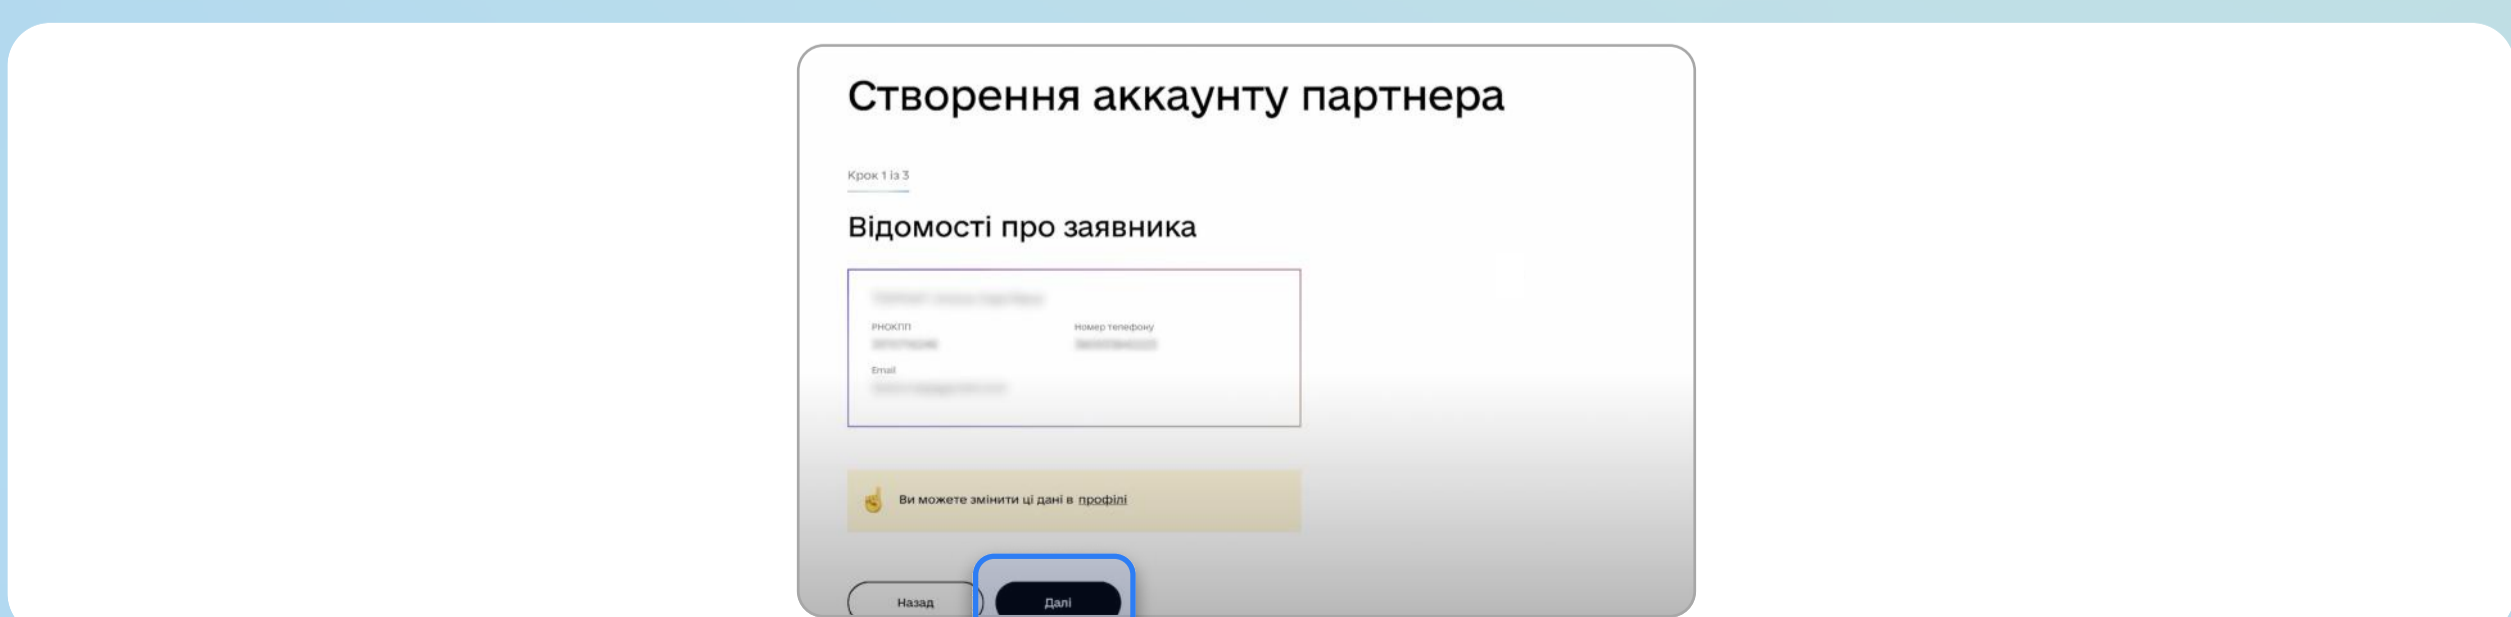 Створення аккаунту партнера
Крок 1 із 3
Відомості про заявника
РНОКПП
Номер телефону
Email
Ви можете змінити ці дані в профілі
Назад
Далі